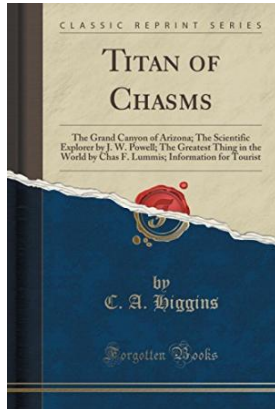 CLASSIC REPRINT SERIES
TITAN OF
CHASMS
The Grand Canyon of Arizona; The Scientific
Explorer by J. W. Powell; The Greatest Thing in the
World by Chas F. Lummis; Information for Tourist
by
C. A. Higgins
Forgotten Books